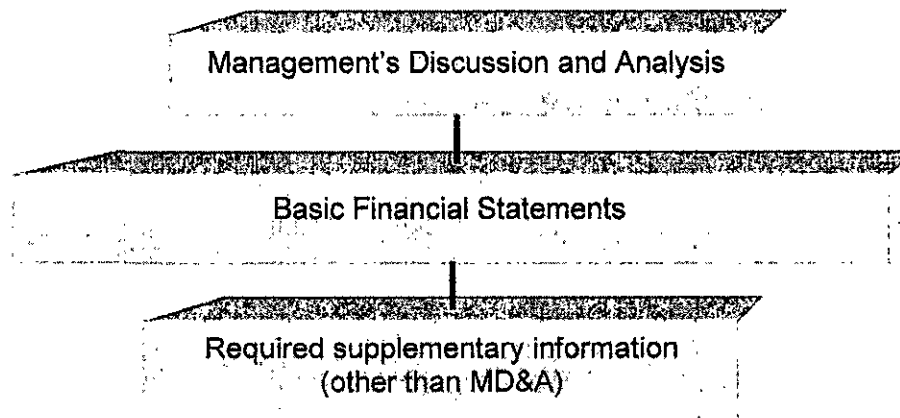 Management's Discussion and Analysis
Basic Financial Statements
Required supplementary information
(other than MD&A)